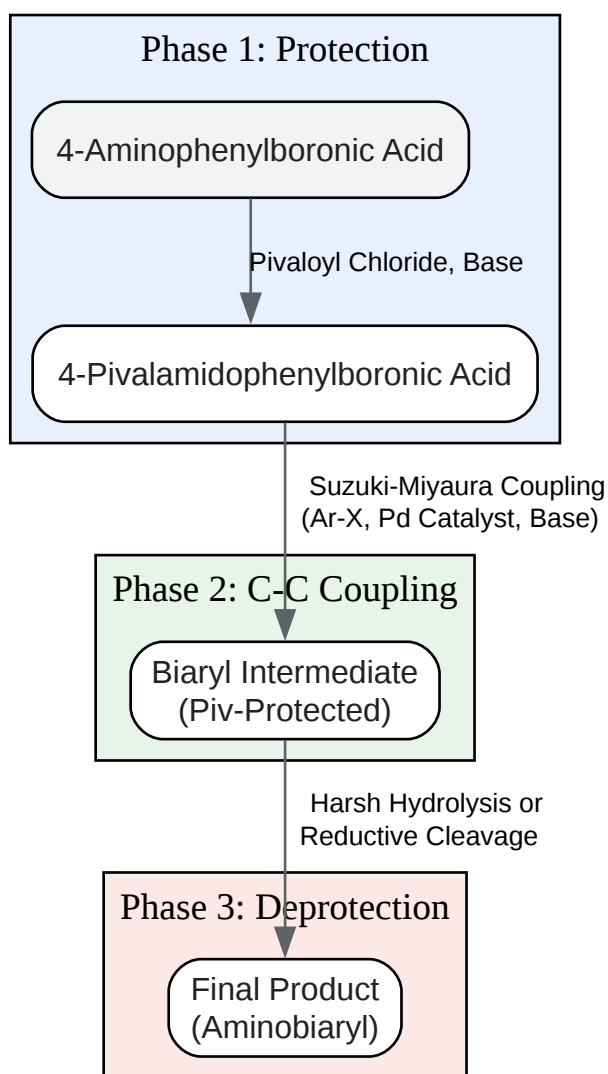 Phase 1: Protection
4-Aminophenylboronic Acid
Pivaloyl Chloride, Base
4-Pivalamidophenylboronic Acid
Suzuki-Miyaura Coupling
(Ar-X, Pd Catalyst, Base)
Phase 2: C-C Coupling
Biaryl Intermediate
(Piv-Protected)
Harsh Hydrolysis or
Reductive Cleavage
Phase 3: Deprotection
Final Product
(Aminobiaryl)